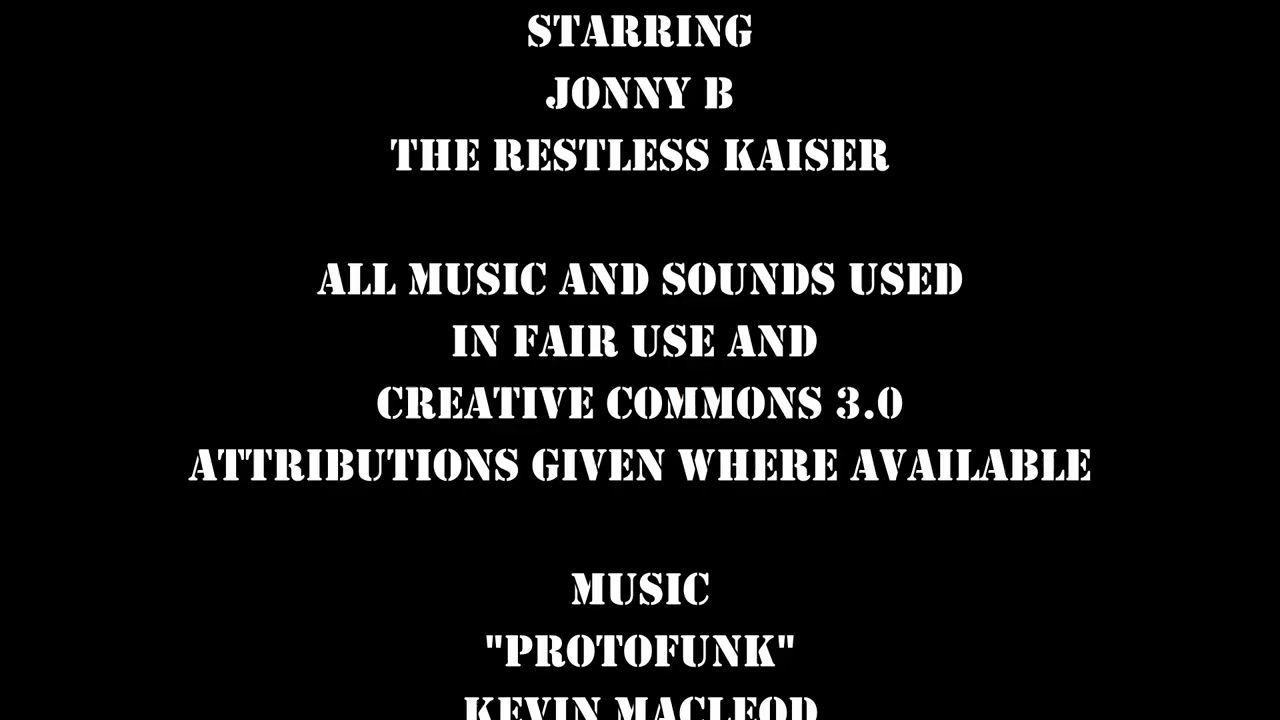 STARRING
JONNY B
THE RESTLESS KAISER
ALL MUSIC AND SOUNDS USED
IN FAIR USE AND
CREATIVE COMMONS 3.0
ATTRIBUTIONS GIVEN WHERE AVAILABLE
MUSIC
"PROTOFUNK"
KEVIN MACLEOD